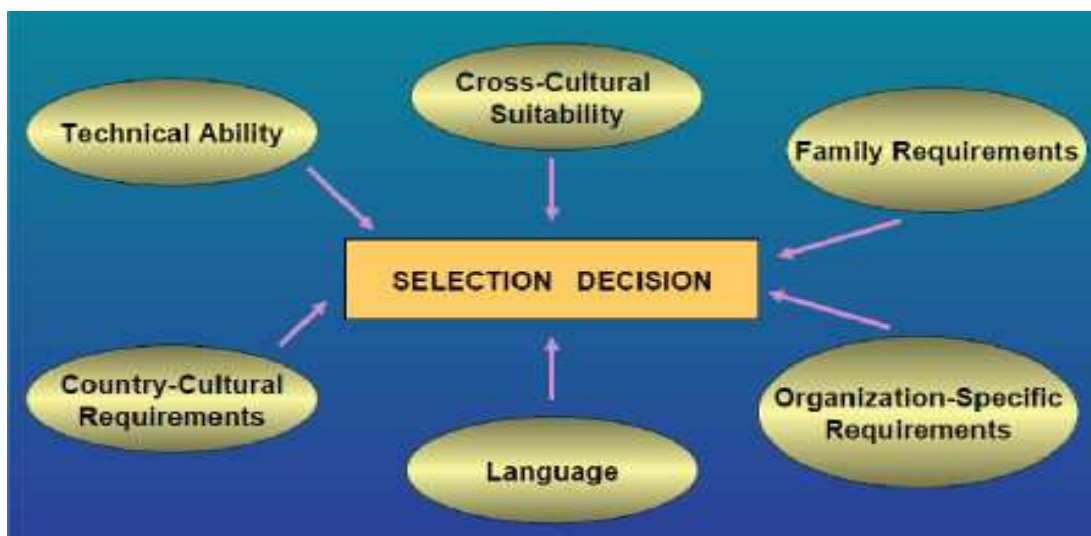 Cross-Cultural
Suitability
Technical Ability
Family Requirements
SELECTION DECISION
Country-Cultural
Requirements
Organization-Specific
Requirements
Language